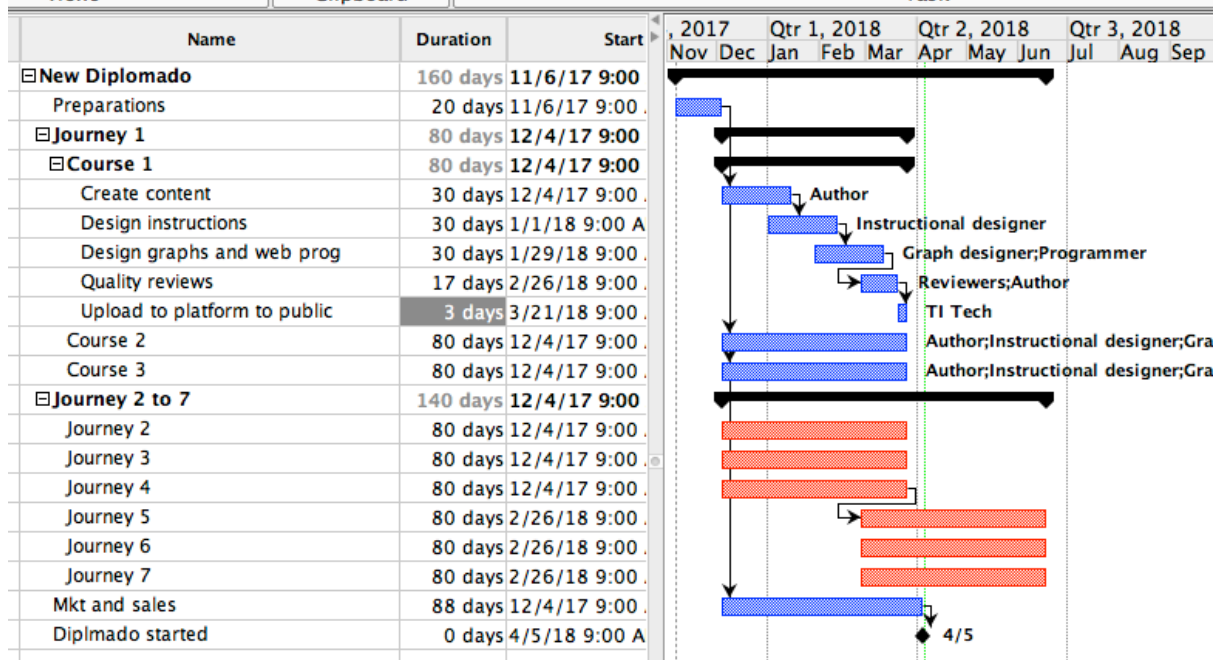 Name Duration Start , 2017 Qtr 1, 2018 Qtr 2, 2018 Qtr 3, 2018
Nov Dec Jan Feb Mar Apr May Jun Jul Aug Sep
New Diplomado 160 days 11/6/17 9:00
Preparations 20 days 11/6/17 9:00 .
Journey 1 80 days 12/4/17 9:00
Course 1 80 days 12/4/17 9:00
Create content 30 days 12/4/17 9:00 . Author
Design instructions 30 days 1/1/18 9:00 A Instructional designer
Design graphs and web prog 30 days 1/29/18 9:00 . Graph designer;Programmer
Quality reviews 17 days 2/26/18 9:00 . Reviewers;Author
Upload to platform to public 3 days 3/21/18 9:00 . TI Tech
Course 2 80 days 12/4/17 9:00 . Author;Instructional designer;Gra
Course 3 80 days 12/4/17 9:00 . Author;Instructional designer;Gra
Journey 2 to 7 140 days 12/4/17 9:00
Journey 2 80 days 12/4/17 9:00 .
Journey 3 80 days 12/4/17 9:00 .
Journey 4 80 days 12/4/17 9:00 .
Journey 5 80 days 2/26/18 9:00 .
Journey 6 80 days 2/26/18 9:00 .
Journey 7 80 days 2/26/18 9:00 .
Mkt and sales 88 days 12/4/17 9:00 .
Diplmado started 0 days 4/5/18 9:00 A 4/5